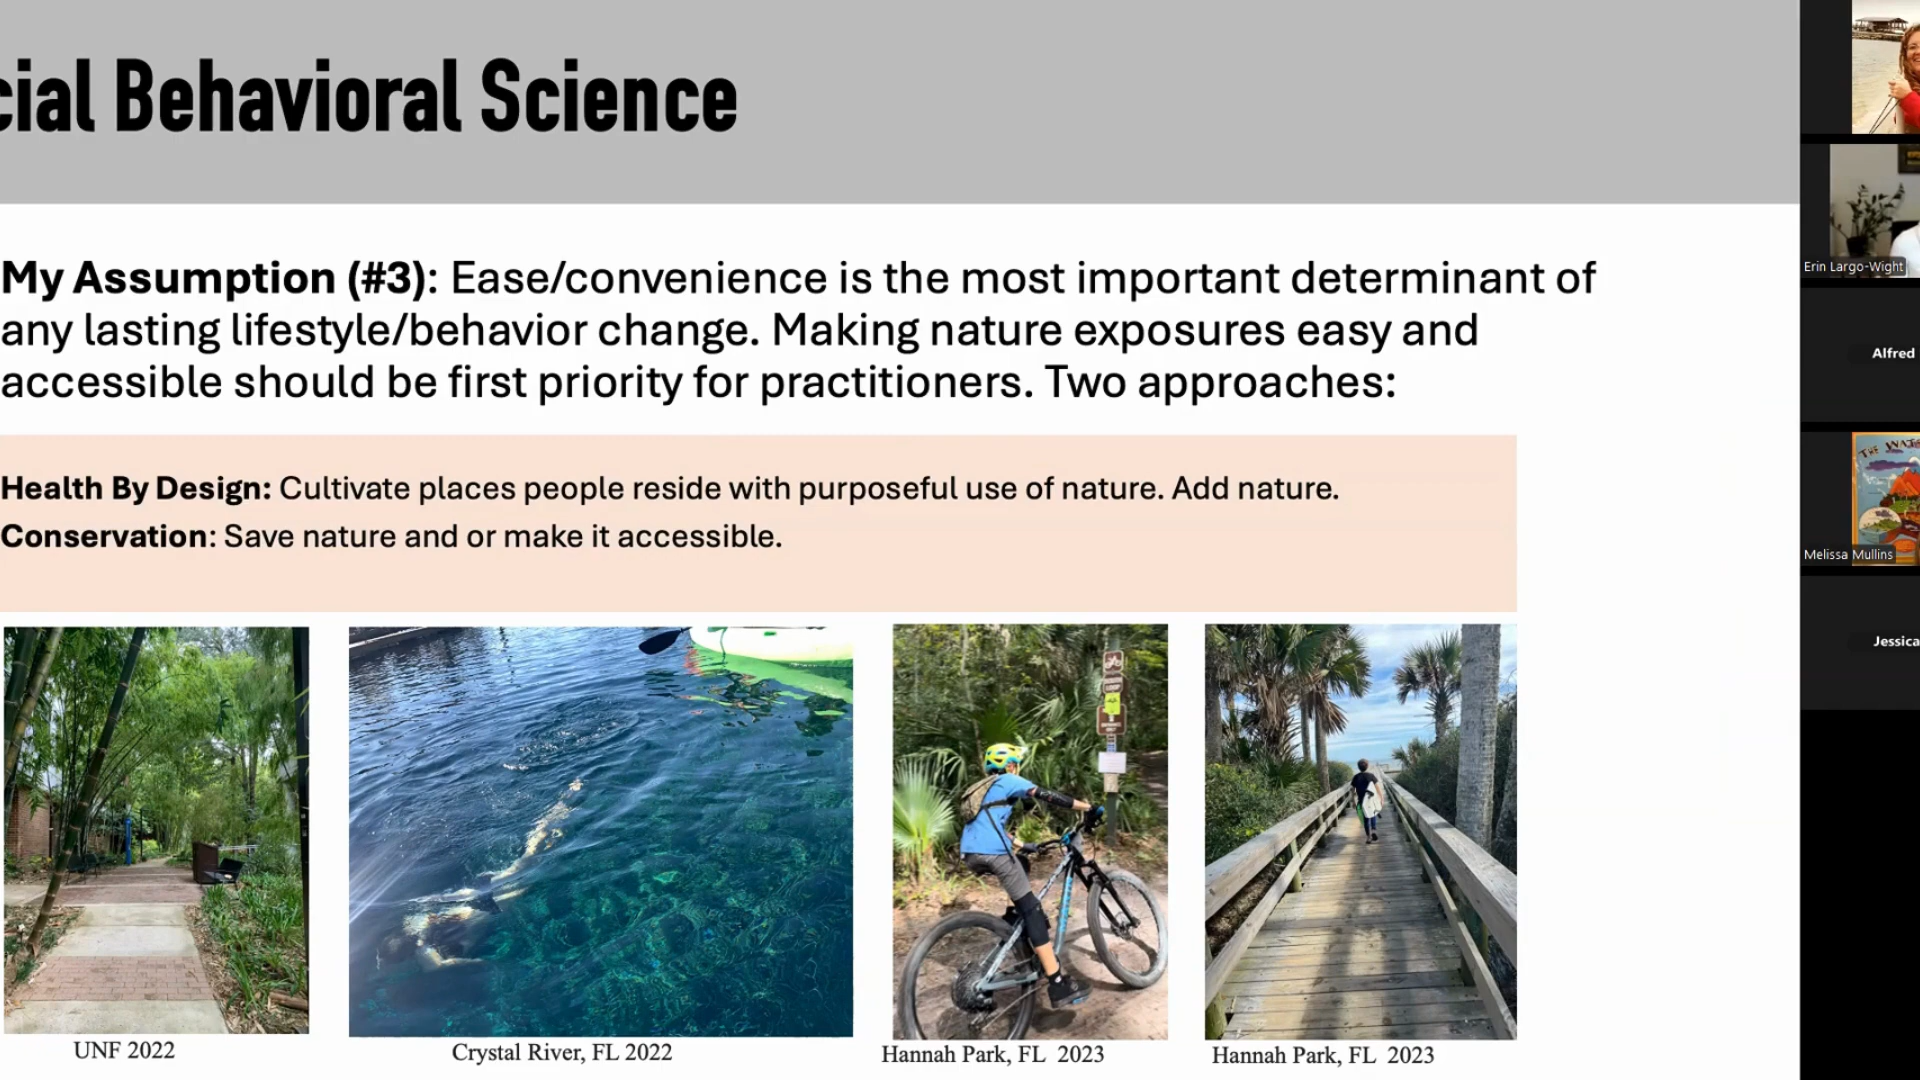 cial Behavioral Science
My Assumption (#3): Ease/convenience is the most important determinant of
any lasting lifestyle/behavior change. Making nature exposures easy and
accessible should be first priority for practitioners. Two approaches:
Health By Design: Cultivate places people reside with purposeful use of nature. Add nature.
Conservation: Save nature and or make it accessible.
UNF 2022
Crystal River, FL 2022
Hannah Park, FL 2023
Hannah Park, FL 2023
Erin Largo-Wight
Alfred
THE WAT
Melissa Mullins
Jessica